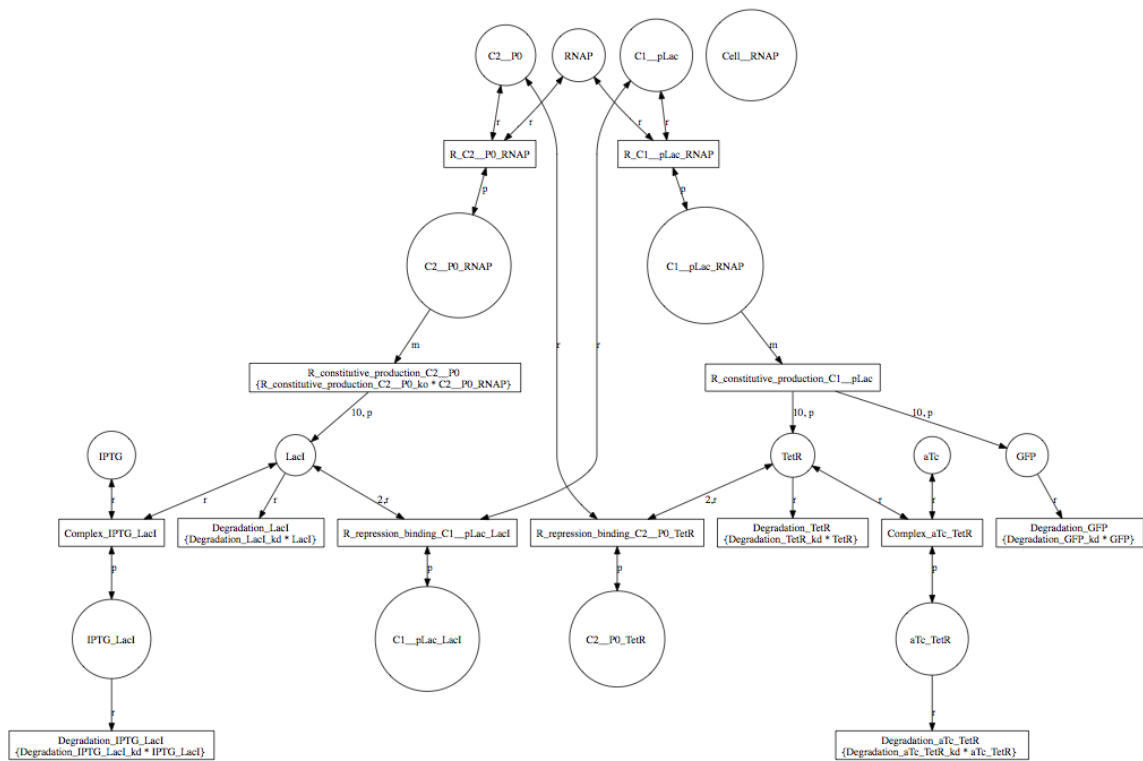 C2__P0
RNAP
C1__pLac
Cell__RNAP
r
r
r
r
R_C2__P0_RNAP
R_C1__pLac_RNAP
p
p
C2__P0_RNAP
C1__pLac_RNAP
m
r
r
m
R_constitutive_production_C2__P0
{R_constitutive_production_C2__P0_ko * C2__P0_RNAP}
R_constitutive_production_C1__pLac
10, p
10, p
10, p
IPTG
LacI
TetR
aTc
GFP
r
r
r
2,r
2,r
r
r
r
r
Complex_IPTG_LacI
Degradation_LacI
{Degradation_LacI_kd * LacI}
R_repression_binding_C1__pLac_LacI
R_repression_binding_C2__P0_TetR
Degradation_TetR
{Degradation_TetR_kd * TetR}
Complex_aTc_TetR
Degradation_GFP
{Degradation_GFP_kd * GFP}
p
p
p
p
IPTG_LacI
C1__pLac_LacI
C2__P0_TetR
aTc_TetR
r
r
Degradation_IPTG_LacI
{Degradation_IPTG_LacI_kd * IPTG_LacI}
Degradation_aTc_TetR
{Degradation_aTc_TetR_kd * aTc_TetR}